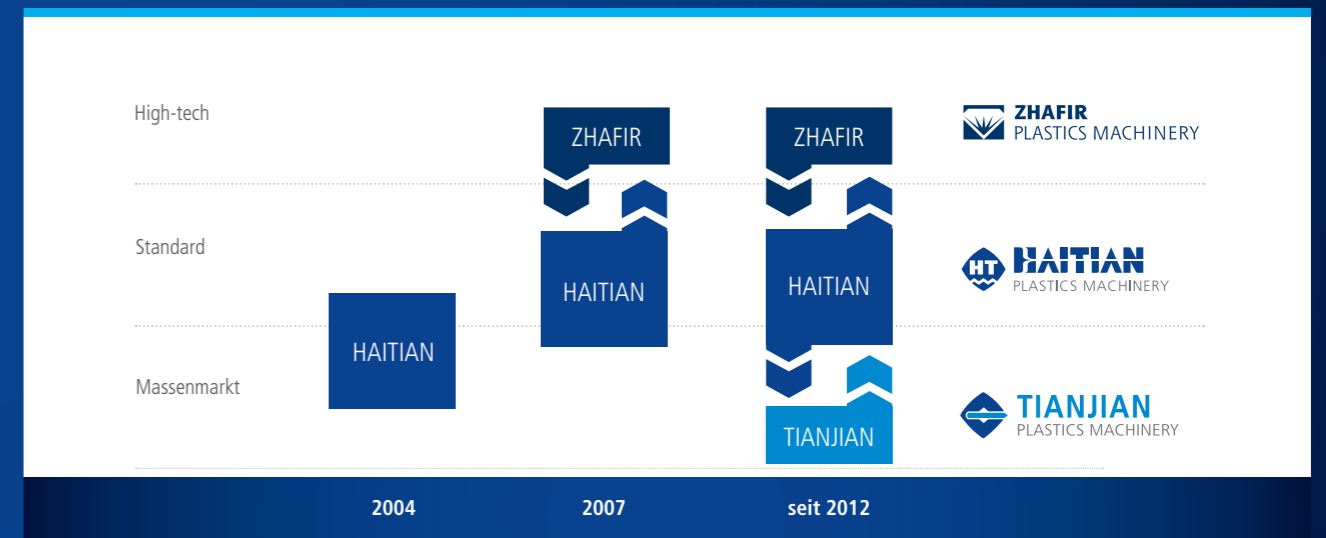 High-tech
ZHAFIR
ZHAFIR
ZHAFIR
PLASTICS MACHINERY
Standard
HAITIAN
HAITIAN
HT HAITIAN
PLASTICS MACHINERY
HAITIAN
Massenmarkt
TIANJIAN
TIANJIAN
PLASTICS MACHINERY
2004
2007
seit 2012